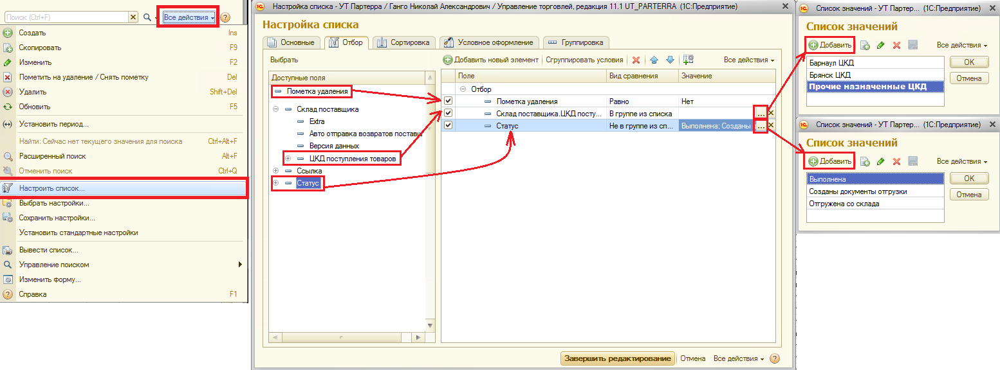 Поиск (Ctrl+F)
Все действия
Создать Ins
Скопировать F9
Изменить F2
Пометить на удаление / Снять пометку Del
Удалить Shift+Del
Обновить F5
Установить период...
Найти: Сейчас нет текущего значения для поиска Ctrl+Alt+F
Расширенный поиск Alt+F
Отменить поиск Ctrl+Q
Настроить список...
Выбрать настройки...
Сохранить настройки...
Установить стандартные настройки
Вывести список...
Управление поиском
Изменить форму...
Справка F1
Настройка списка - УТ Партерра / Ганго Николай Александрович / Управление торговлей, редакция 11.1 UT_PARTERRA (1С:Предприятие)
Настройка списка
Основные Отбор Сортировка Условное оформление Группировка
Выбрать
Добавить новый элемент Сгруппировать условия Все действия
Доступные поля
Пометка удаления
Склад поставщика
Extra
Авто отправка возвратов поставщ
Версия данных
ЦКД поступления товаров
Ссылка
Статус
Поле Вид сравнения Значение
Отбор
Пометка удаления Равно Нет
Склад поставщика.ЦКД посту... В группе из списка ...
Статус Не в группе из сп... Выполнена; Созданы ...
Завершить редактирование Отмена Все действия
Список значений - УТ Партер... (1С:Предприятие)
Список значений
Добавить Все действия
Барнаул ЦКД
Брянск ЦКД
Прочие назначенные ЦКД
ОК
Отмена
Список значений - УТ Партер... (1С:Предприятие)
Список значений
Добавить Все действия
Выполнена
Созданы документы отгрузки
Отгружена со склада
ОК
Отмена